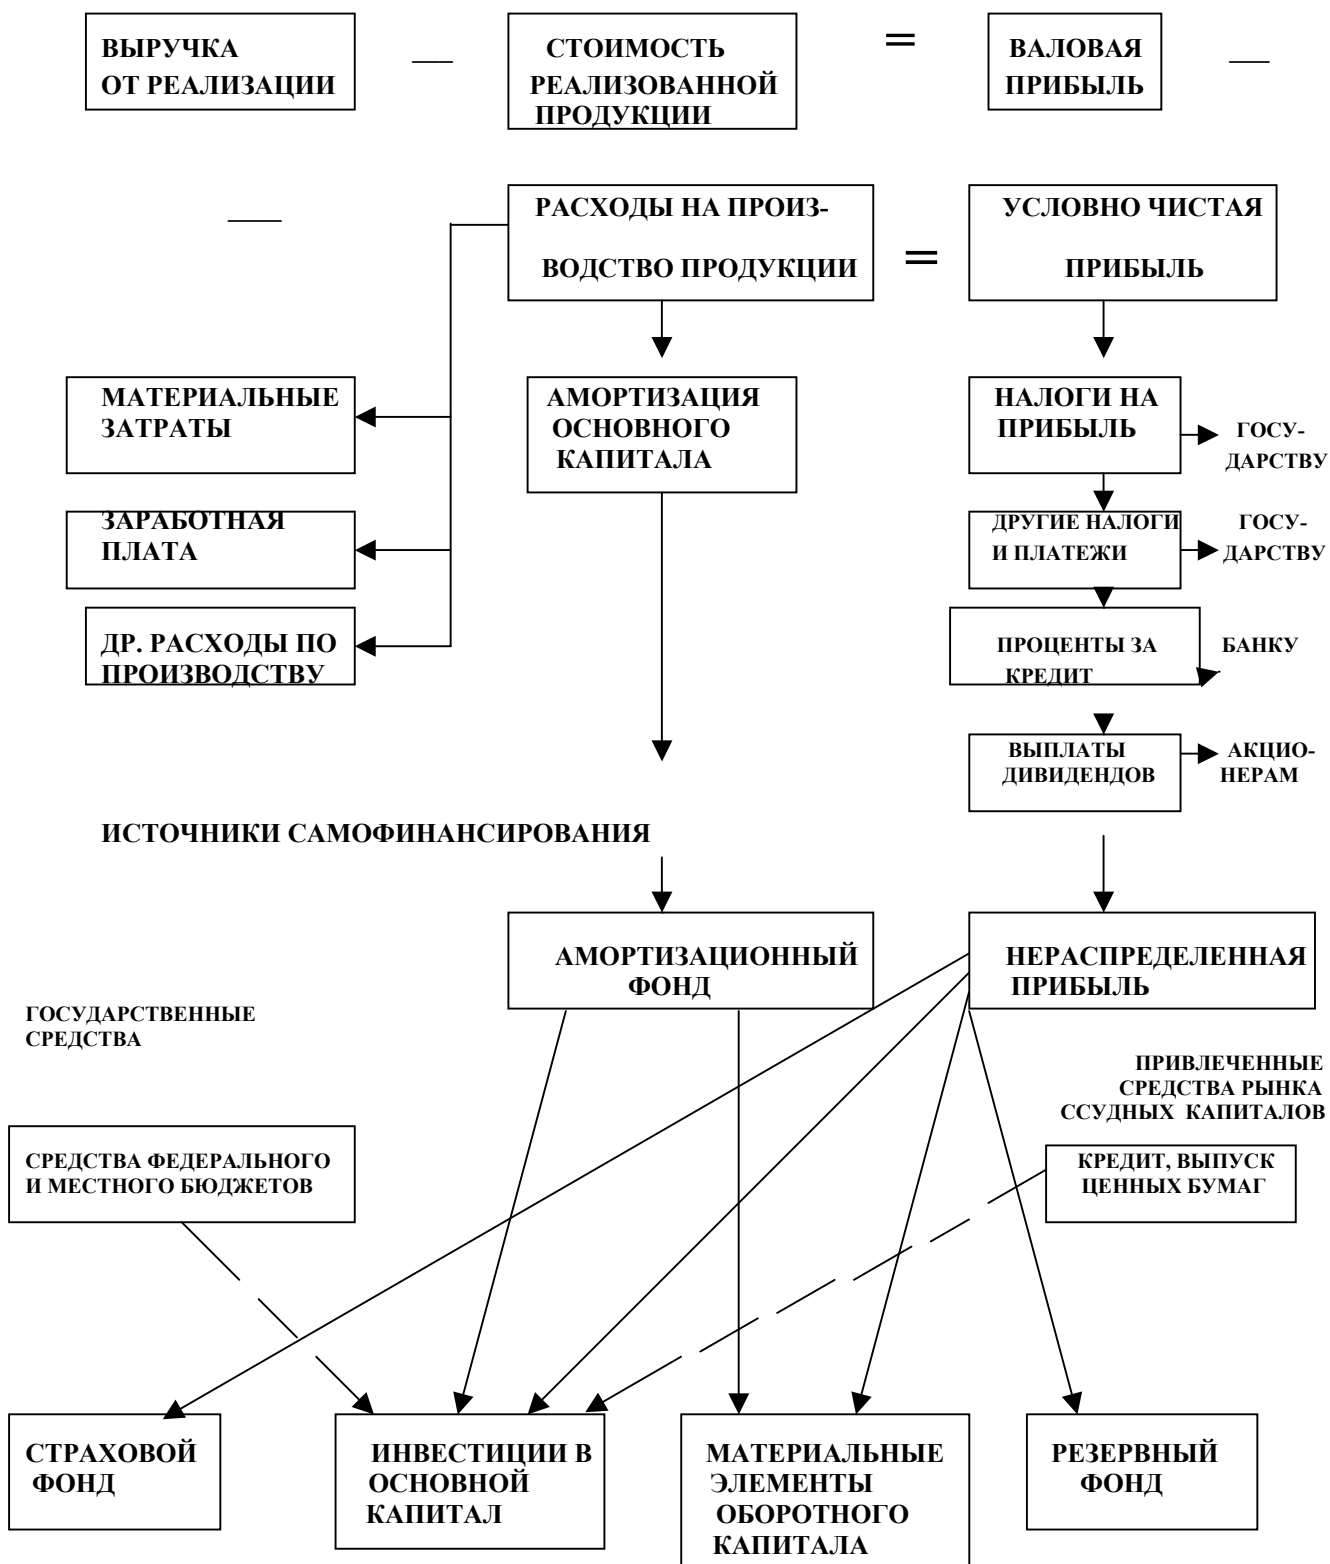 ВЫРУЧКА
ОТ РЕАЛИЗАЦИИ
—
СТОИМОСТЬ
РЕАЛИЗОВАННОЙ
ПРОДУКЦИИ
=
ВАЛОВАЯ
ПРИБЫЛЬ
—
—
РАСХОДЫ НА ПРОИЗ-
ВОДСТВО ПРОДУКЦИИ
=
УСЛОВНО ЧИСТАЯ
ПРИБЫЛЬ
МАТЕРИАЛЬНЫЕ
ЗАТРАТЫ
АМОРТИЗАЦИЯ
ОСНОВНОГО
КАПИТАЛА
НАЛОГИ НА
ПРИБЫЛЬ
ГОСУ-
ДАРСТВУ
ЗАРАБОТНАЯ
ПЛАТА
ДРУГИЕ НАЛОГИ
И ПЛАТЕЖИ
ГОСУ-
ДАРСТВУ
ДР. РАСХОДЫ ПО
ПРОИЗВОДСТВУ
ПРОЦЕНТЫ ЗА
КРЕДИТ
БАНКУ
ВЫПЛАТЫ
ДИВИДЕНДОВ
АКЦИО-
НЕРАМ
ИСТОЧНИКИ САМОФИНАНСИРОВАНИЯ
АМОРТИЗАЦИОННЫЙ
ФОНД
НЕРАСПРЕДЕЛЕННАЯ
ПРИБЫЛЬ
ГОСУДАРСТВЕННЫЕ
СРЕДСТВА
ПРИВЛЕЧЕННЫЕ
СРЕДСТВА РЫНКА
ССУДНЫХ КАПИТАЛОВ
СРЕДСТВА ФЕДЕРАЛЬНОГО
И МЕСТНОГО БЮДЖЕТОВ
КРЕДИТ, ВЫПУСК
ЦЕННЫХ БУМАГ
СТРАХОВОЙ
ФОНД
ИНВЕСТИЦИИ В
ОСНОВНОЙ
КАПИТАЛ
МАТЕРИАЛЬНЫЕ
ЭЛЕМЕНТЫ
ОБОРОТНОГО
КАПИТАЛА
РЕЗЕРВНЫЙ
ФОНД